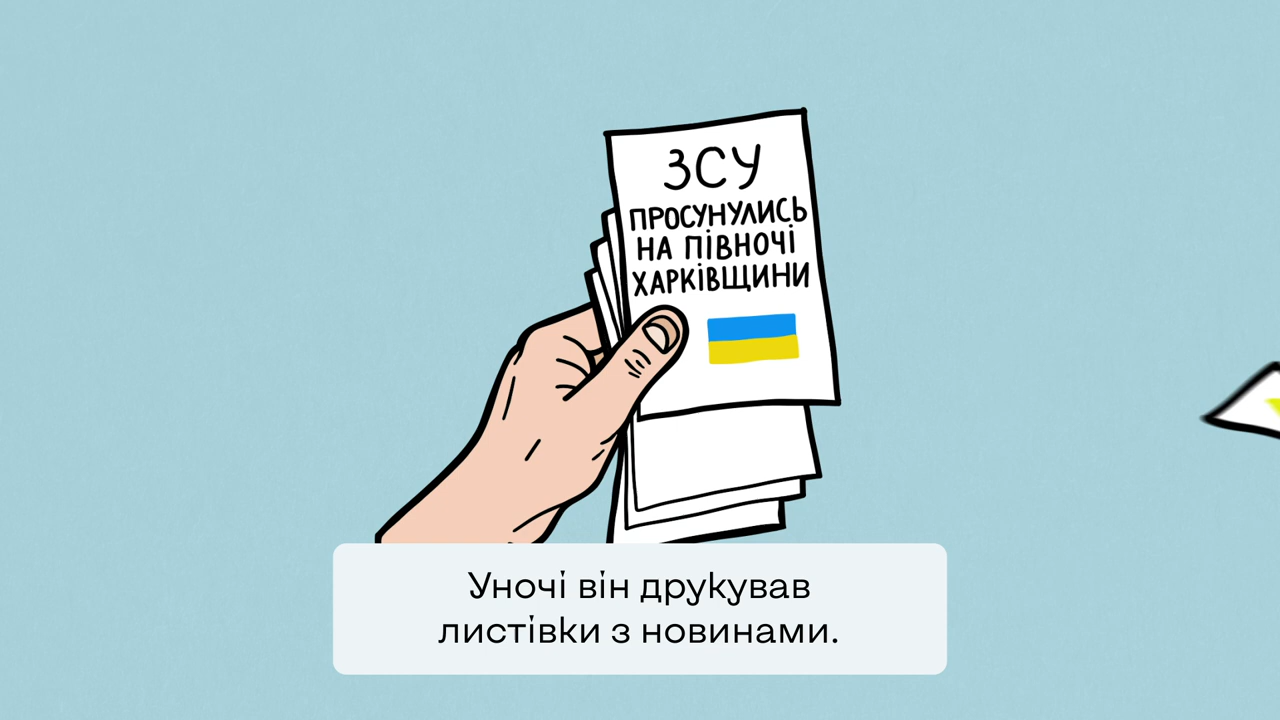 ЗСУ
ПРОСУНУЛИСЬ
НА ПІВНОЧІ
ХАРКІВЩИНИ
Уночі він друкував
листівки з новинами.